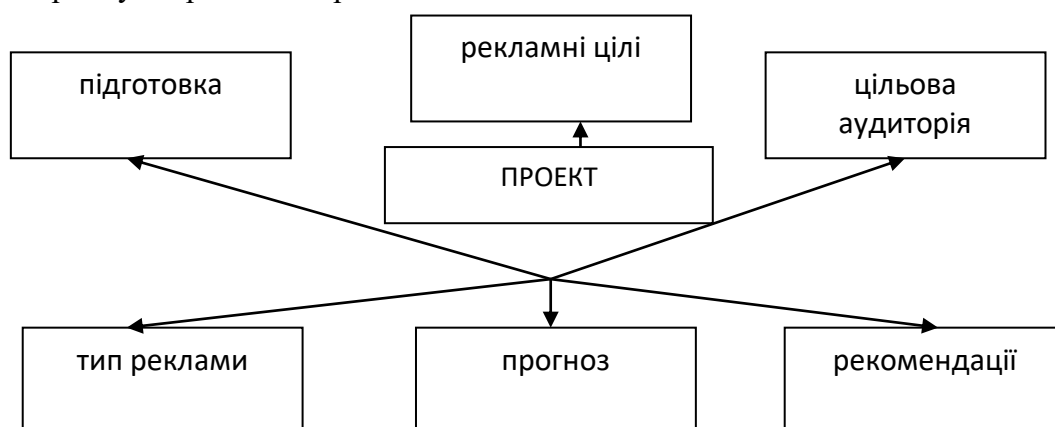 підготовка
рекламні цілі
цільова
аудиторія
ПРОЕКТ
тип реклами
прогноз
рекомендації